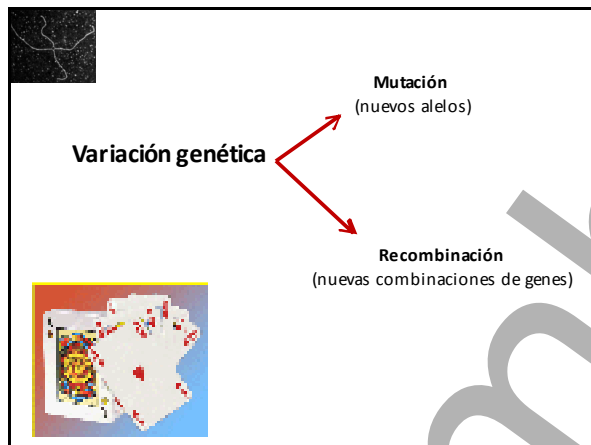 Mutación
(nuevos alelos)
Variación genética
Recombinación
(nuevas combinaciones de genes)